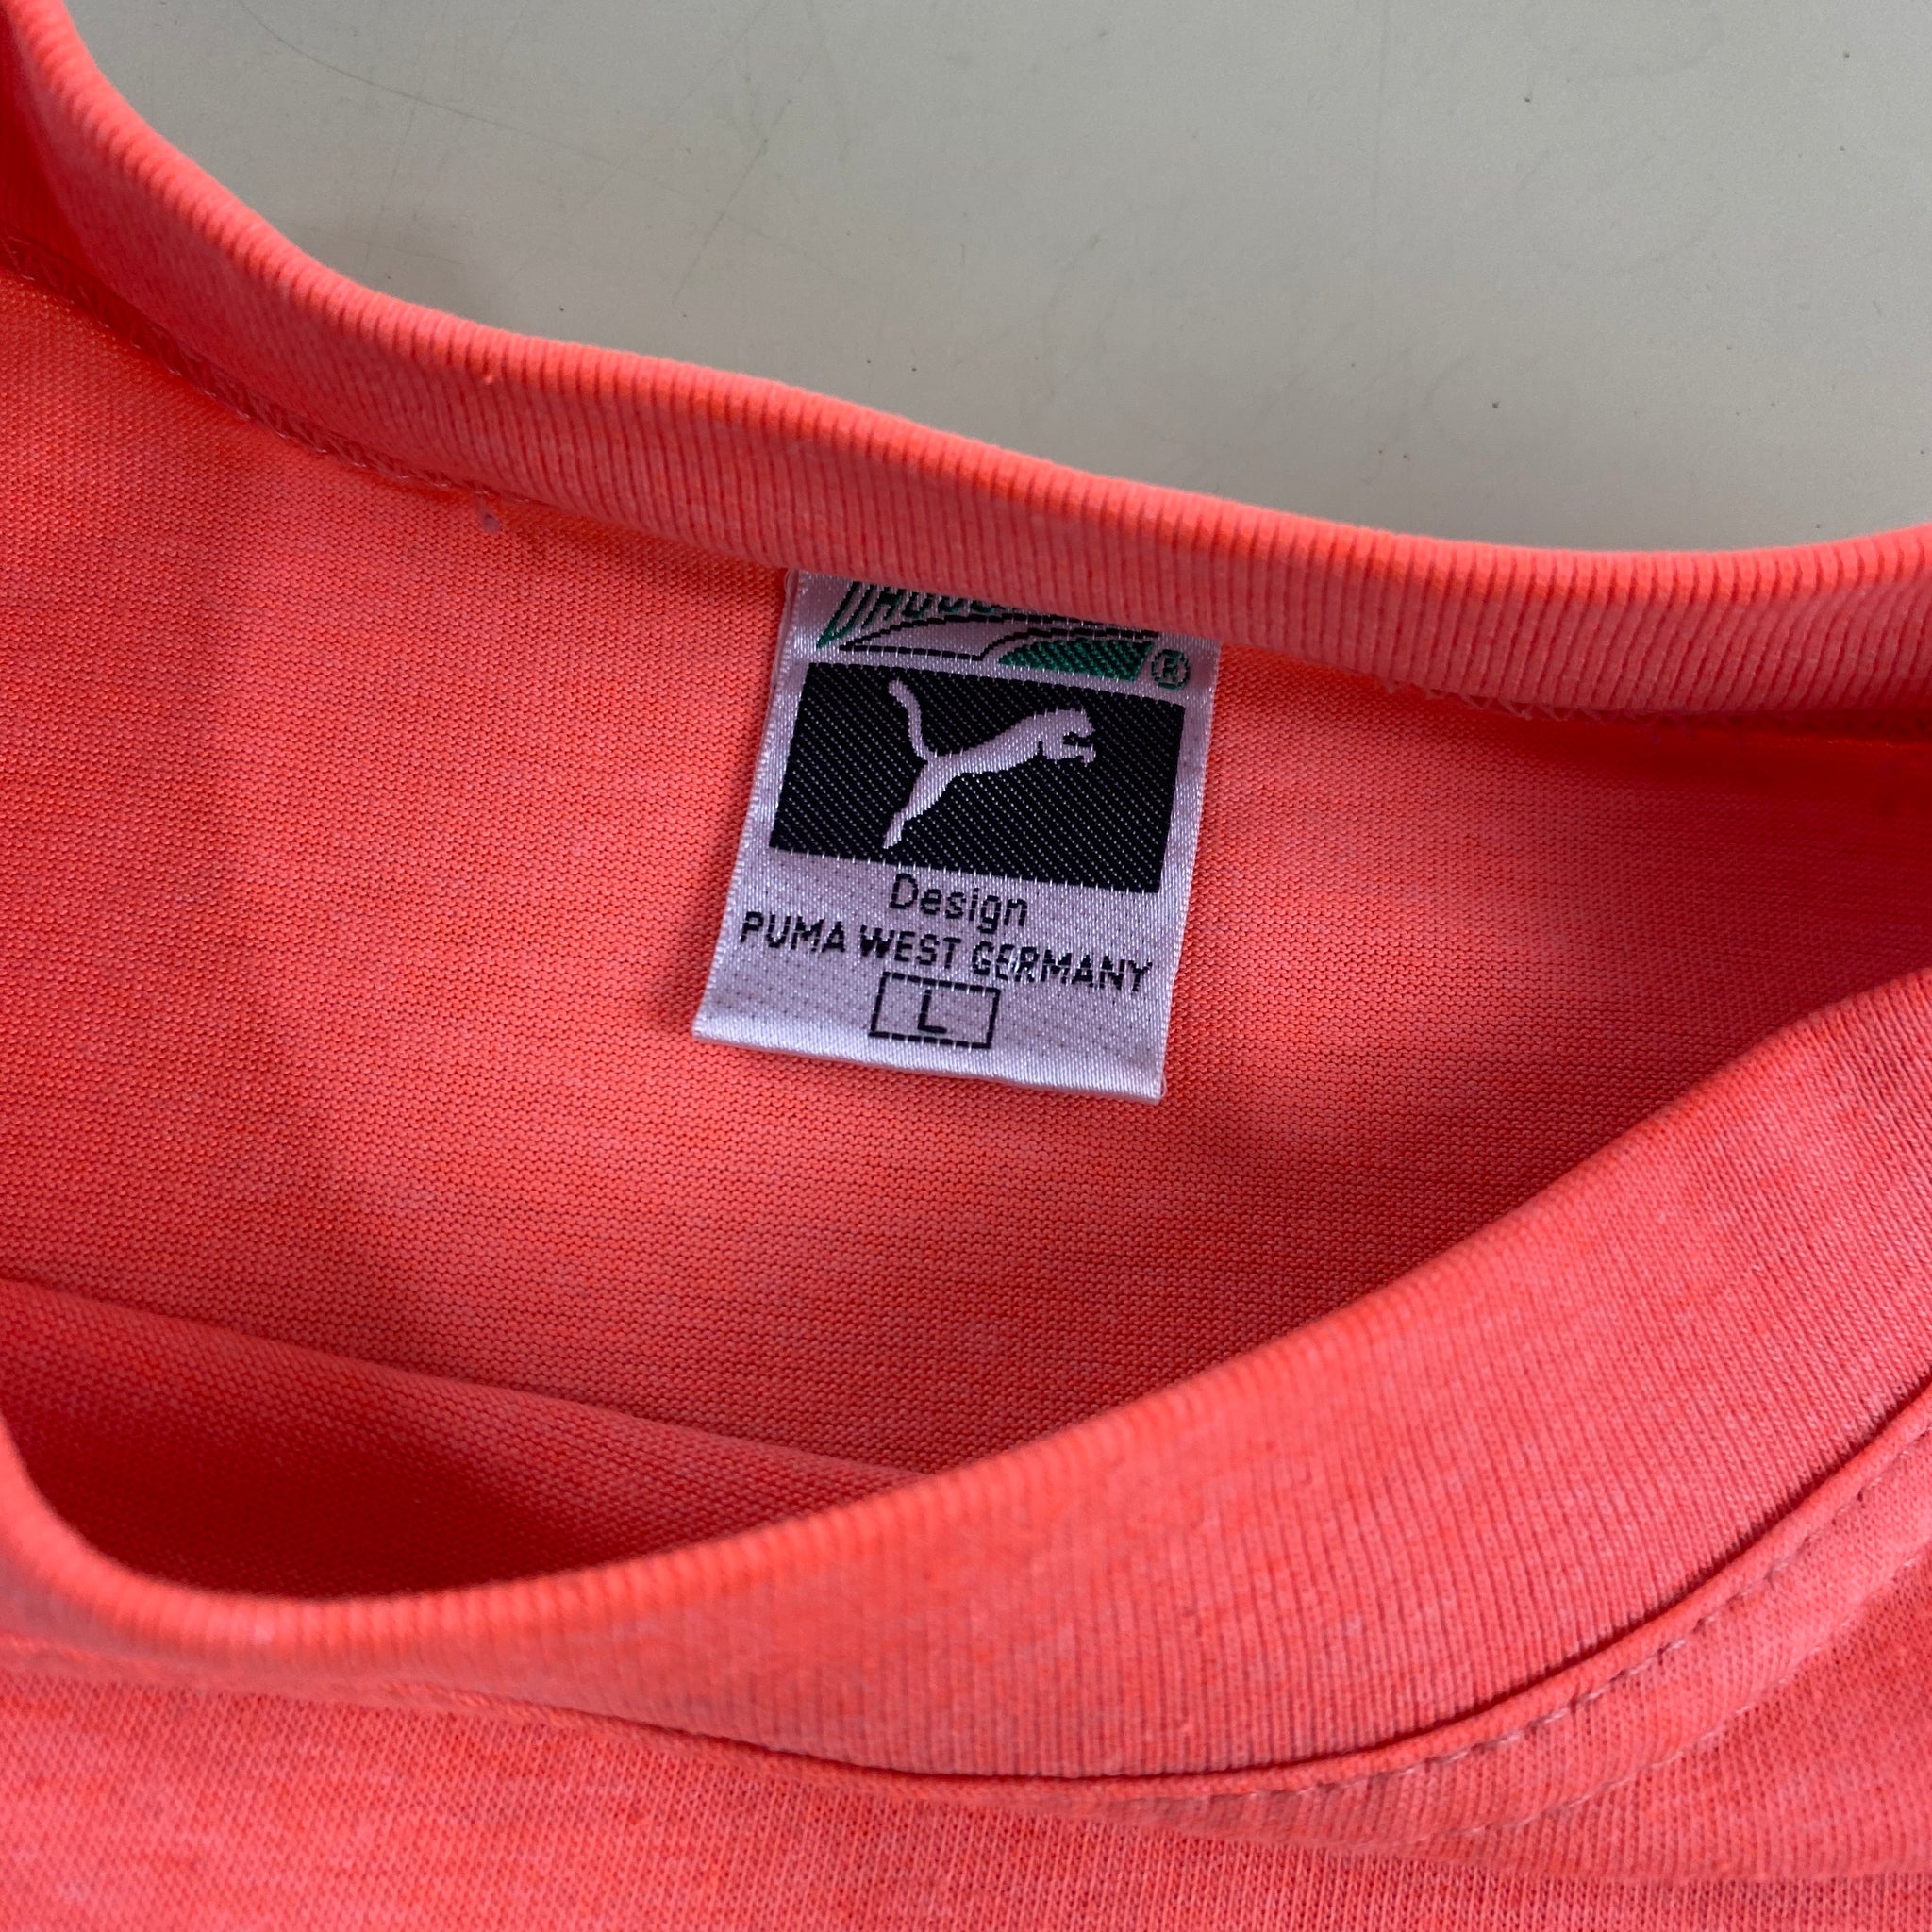 ®
Design
PUMA WEST GERMANY
L